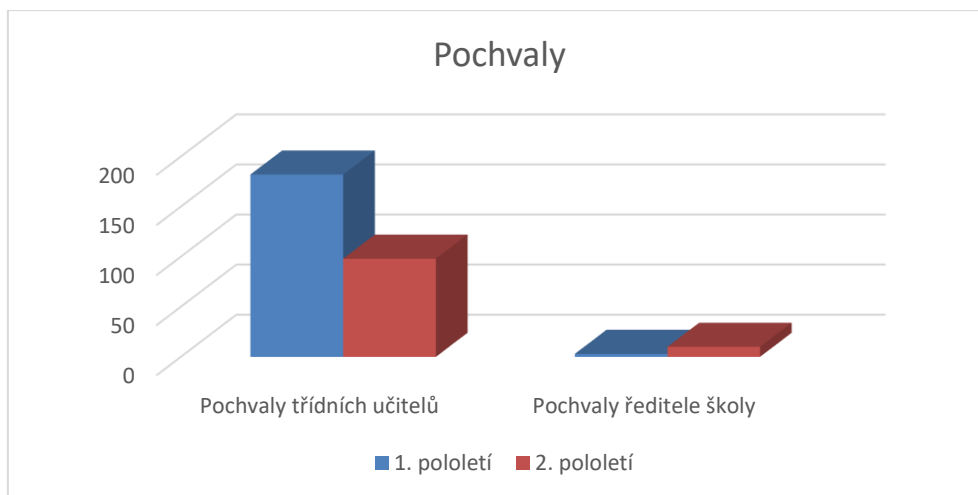 Pochvaly
200
150
100
50
0
Pochvaly třídních učitelů
Pochvaly ředitele školy
1. pololetí
2. pololetí